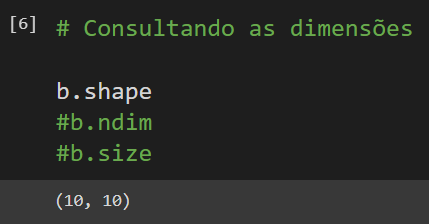 [6] # Consultando as dimensões
b.shape
#b.ndim
#b.size
(10, 10)